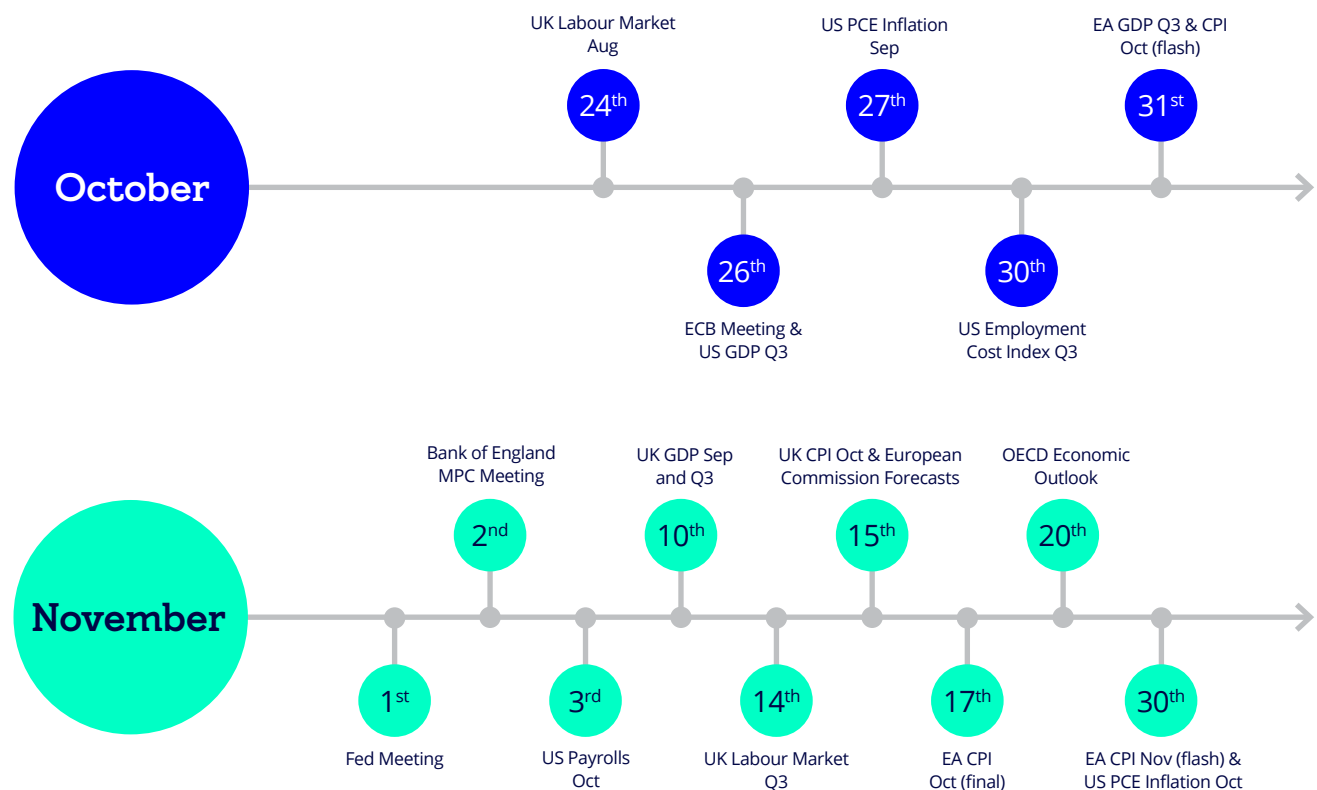 October
UK Labour Market
Aug
24th
26th
ECB Meeting &
US GDP Q3
US PCE Inflation
Sep
27th
30th
US Employment
Cost Index Q3
EA GDP Q3 & CPI
Oct (flash)
31st
November
1st
Fed Meeting
Bank of England
MPC Meeting
2nd
3rd
US Payrolls
Oct
UK GDP Sep
and Q3
10th
14th
UK Labour Market
Q3
UK CPI Oct & European
Commission Forecasts
15th
17th
EA CPI
Oct (final)
OECD Economic
Outlook
20th
30th
EA CPI Nov (flash) &
US PCE Inflation Oct